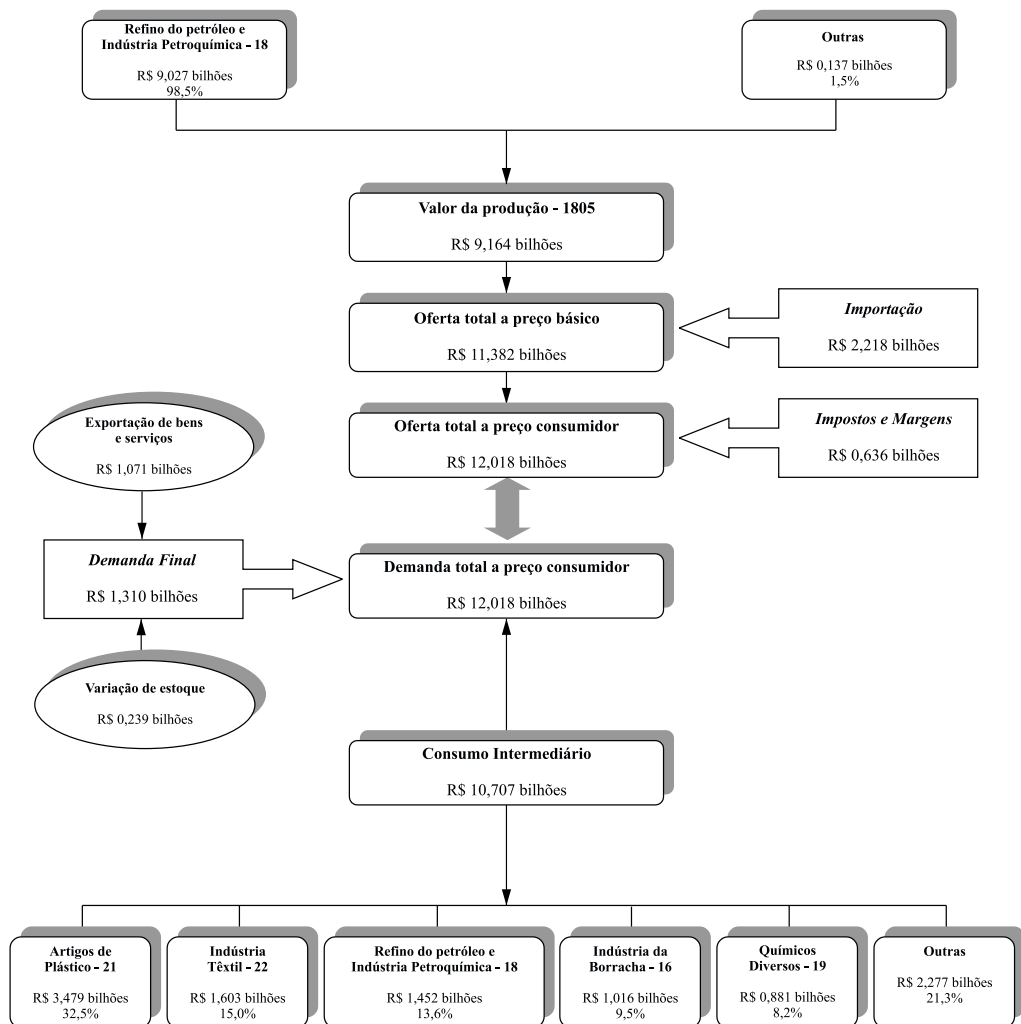 Refino do petróleo e
Indústria Petroquímica - 18
R$ 9,027 bilhões
98,5%
Outras
R$ 0,137 bilhões
1,5%
Valor da produção - 1805
R$ 9,164 bilhões
Oferta total a preço básico
R$ 11,382 bilhões
Importação
R$ 2,218 bilhões
Oferta total a preço consumidor
R$ 12,018 bilhões
Impostos e Margens
R$ 0,636 bilhões
Exportação de bens
e serviços
R$ 1,071 bilhões
Demanda Final
R$ 1,310 bilhões
Demanda total a preço consumidor
R$ 12,018 bilhões
Variação de estoque
R$ 0,239 bilhões
Consumo Intermediário
R$ 10,707 bilhões
Artigos de
Plástico - 21
R$ 3,479 bilhões
32,5%
Indústria
Têxtil - 22
R$ 1,603 bilhões
15,0%
Refino do petróleo e
Indústria Petroquímica - 18
R$ 1,452 bilhões
13,6%
Indústria da
Borracha - 16
R$ 1,016 bilhões
9,5%
Químicos
Diversos - 19
R$ 0,881 bilhões
8,2%
Outras
R$ 2,277 bilhões
21,3%